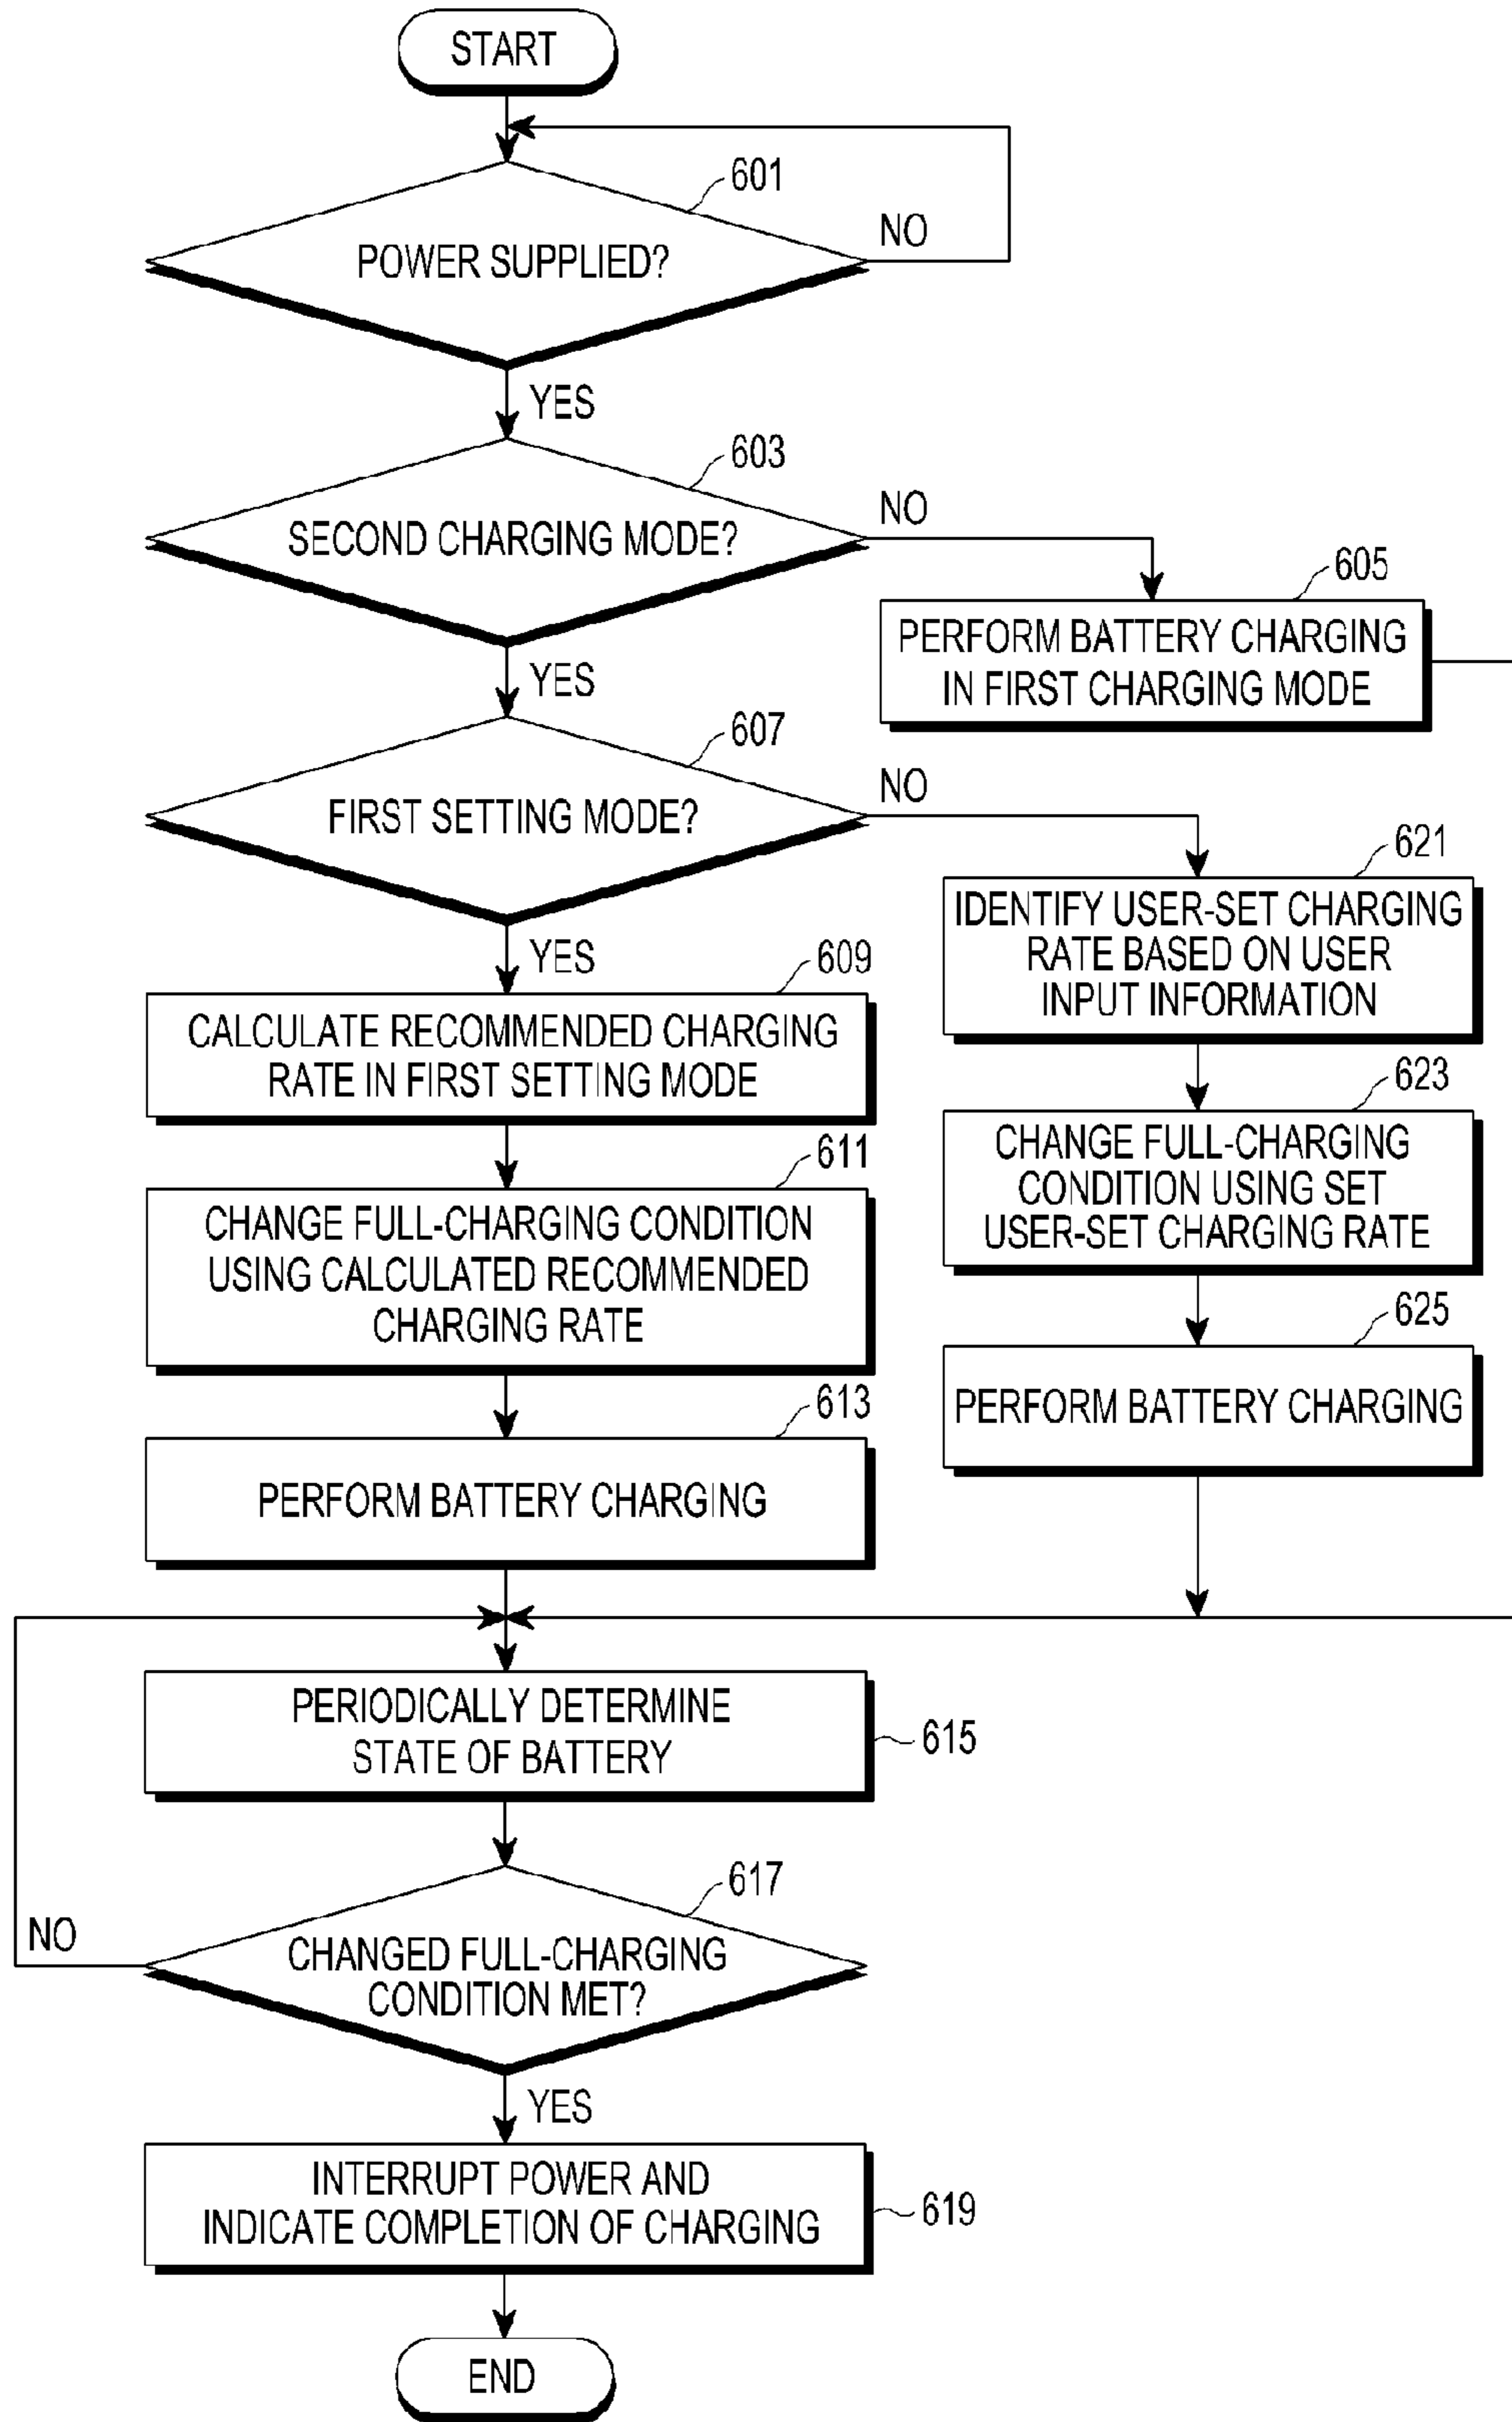 START
601
NO
POWER SUPPLIED?
YES
603
NO
SECOND CHARGING MODE?
605
PERFORM BATTERY CHARGING
IN FIRST CHARGING MODE
YES
607
NO
FIRST SETTING MODE?
621
IDENTIFY USER-SET CHARGING
RATE BASED ON USER
INPUT INFORMATION
YES
609
CALCULATE RECOMMENDED CHARGING
RATE IN FIRST SETTING MODE
623
CHANGE FULL-CHARGING
CONDITION USING SET
USER-SET CHARGING RATE
611
CHANGE FULL-CHARGING CONDITION
USING CALCULATED RECOMMENDED
CHARGING RATE
625
PERFORM BATTERY CHARGING
613
PERFORM BATTERY CHARGING
PERIODICALLY DETERMINE
STATE OF BATTERY
615
617
NO
CHANGED FULL-CHARGING
CONDITION MET?
YES
INTERRUPT POWER AND
INDICATE COMPLETION OF CHARGING
619
END